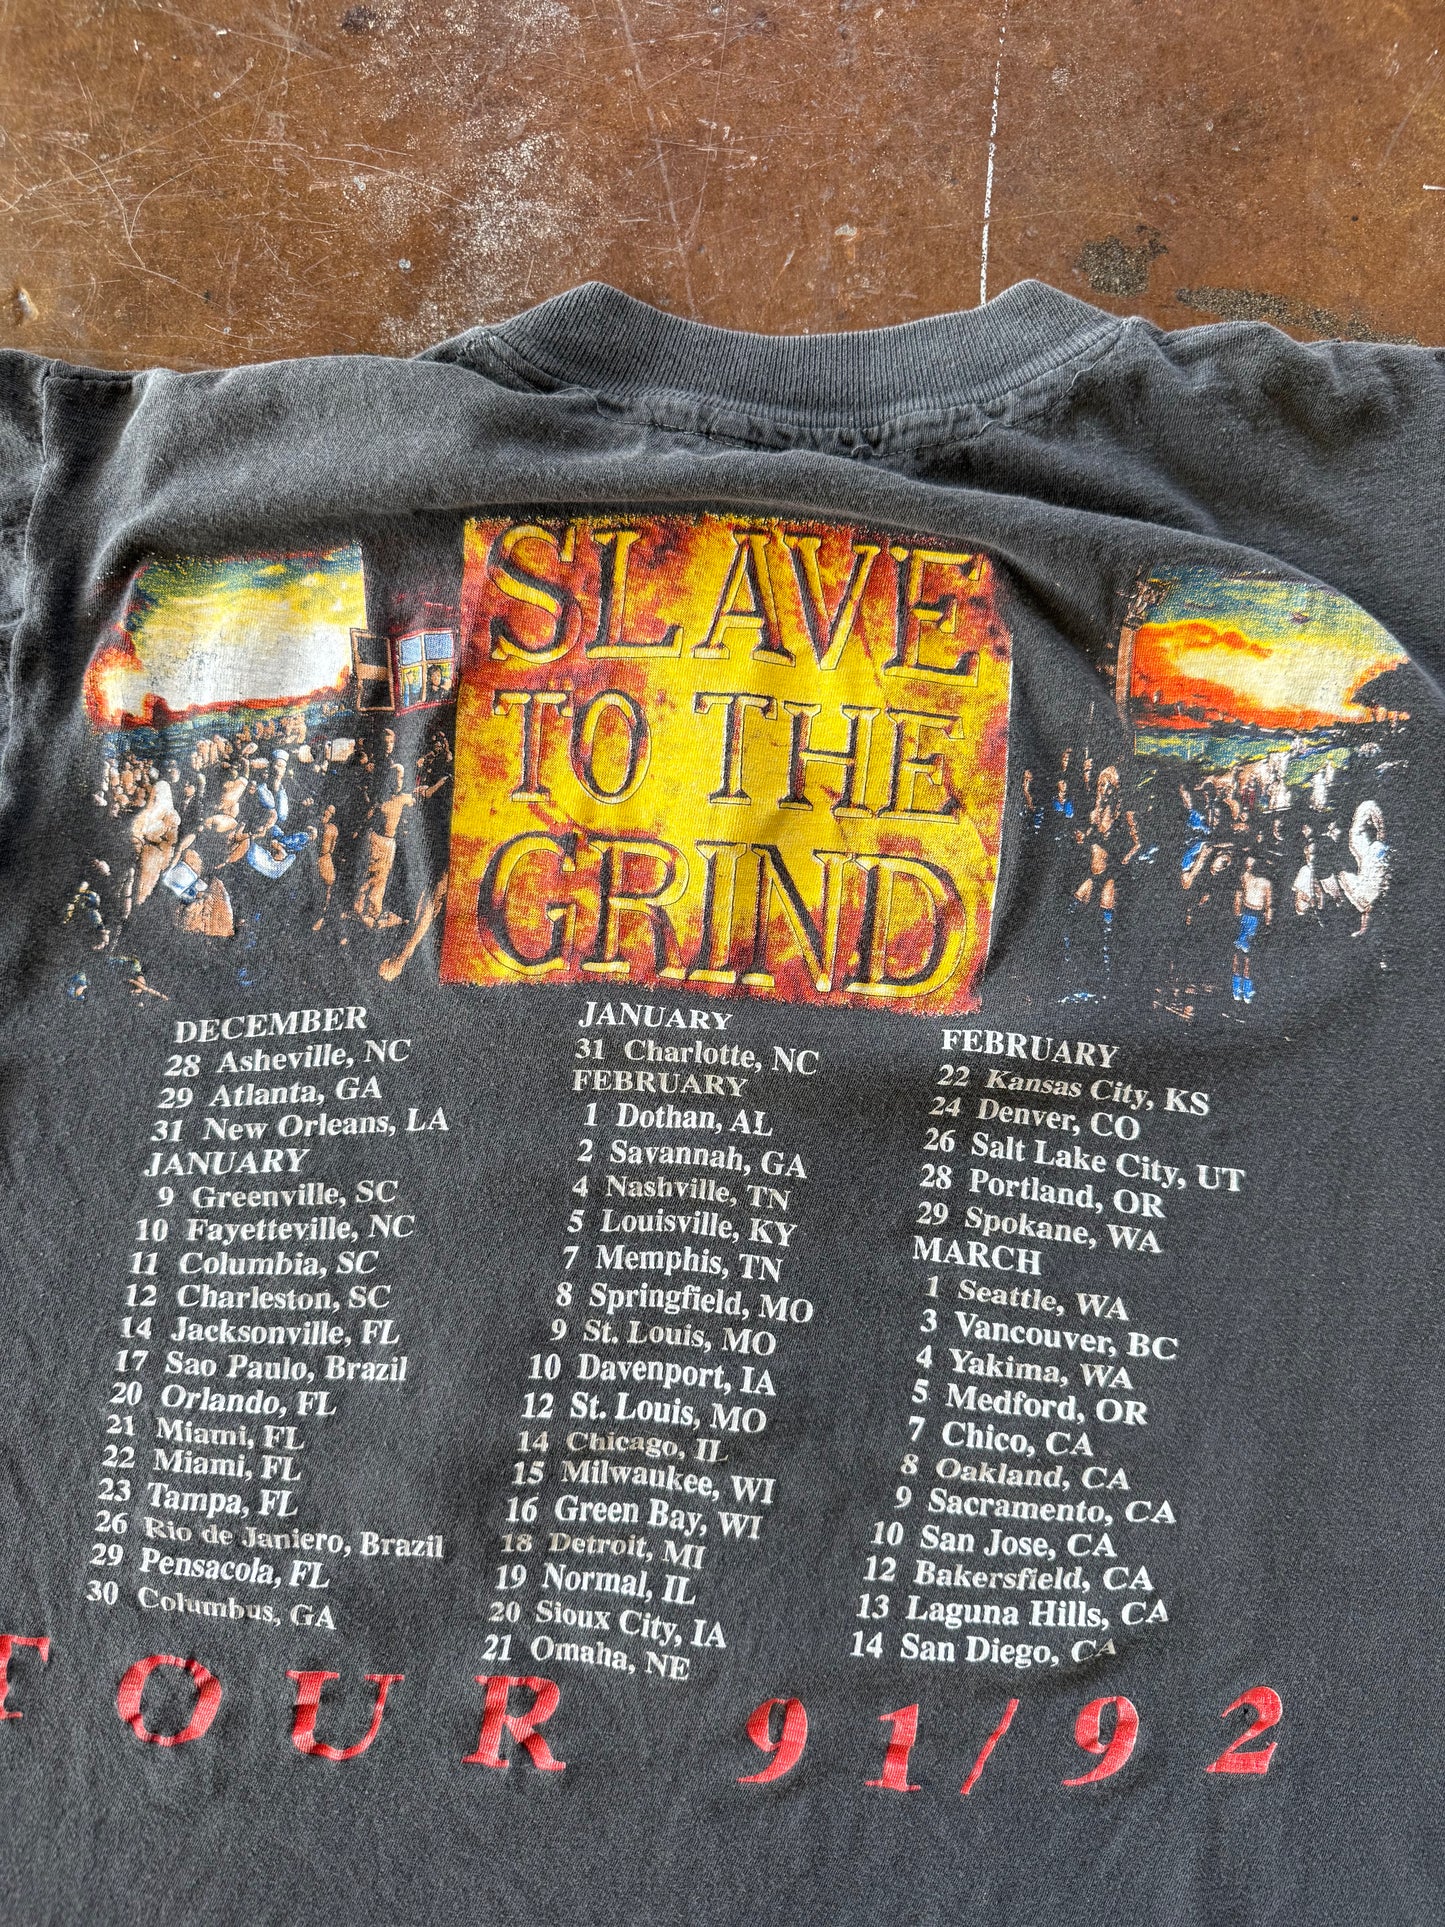 SLAVE
TO THE
GRIND
DECEMBER
28 Asheville, NC
29 Atlanta, GA
31 New Orleans, LA
JANUARY
9 Greenville, SC
10 Fayetteville, NC
11 Columbia, SC
12 Charleston, SC
14 Jacksonville, FL
17 Sao Paulo, Brazil
20 Orlando, FL
21 Miami, FL
22 Miami, FL
23 Tampa, FL
26 Rio de Janiero, Brazil
29 Pensacola, FL
30 Columbus, GA
JANUARY
31 Charlotte, NC
FEBRUARY
1 Dothan, AL
2 Savannah, GA
4 Nashville, TN
5 Louisville, KY
7 Memphis, TN
8 Springfield, MO
9 St. Louis, MO
10 Davenport, IA
12 St. Louis, MO
14 Chicago, IL
15 Milwaukee, WI
16 Green Bay, WI
18 Detroit, MI
19 Normal, IL
20 Sioux City, IA
21 Omaha, NE
FEBRUARY
22 Kansas City, KS
24 Denver, CO
26 Salt Lake City, UT
28 Portland, OR
29 Spokane, WA
MARCH
1 Seattle, WA
3 Vancouver, BC
4 Yakima, WA
5 Medford, OR
7 Chico, CA
8 Oakland, CA
9 Sacramento, CA
10 San Jose, CA
12 Bakersfield, CA
13 Laguna Hills, CA
14 San Diego, CA
TOUR 91/92